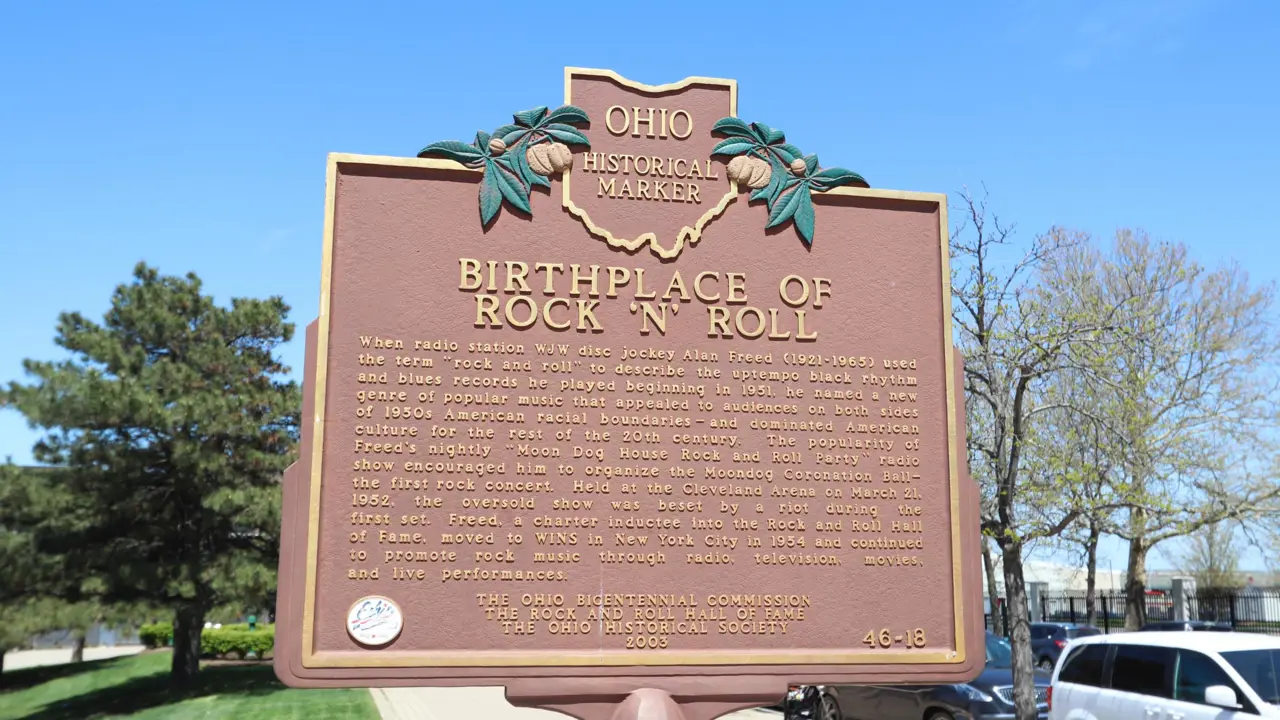 OHIO
HISTORICAL
MARKER
BIRTHPLACE OF
ROCK 'N' ROLL
When radio station WJW disc jockey Alan Freed (1921-1965) used
the term "rock and roll" to describe the uptempo black rhythm
and blues records he played beginning in 1951, he named a new
genre of popular music that appealed to audiences on both sides
of 1950s American racial boundaries—and dominated American
culture for the rest of the 20th century. The popularity of
Freed's nightly "Moon Dog House Rock and Roll Party" radio
show encouraged him to organize the Moondog Coronation Ball—
the first rock concert. Held at the Cleveland Arena on March 21,
1952, the oversold show was beset by a riot during the
first set. Freed, a charter inductee into the Rock and Roll Hall
of Fame, moved to WINS in New York City in 1954 and continued
to promote rock music through radio, television, movies,
and live performances.
THE OHIO BICENTENNIAL COMMISSION
THE ROCK AND ROLL HALL OF FAME
THE OHIO HISTORICAL SOCIETY
2003
46-18